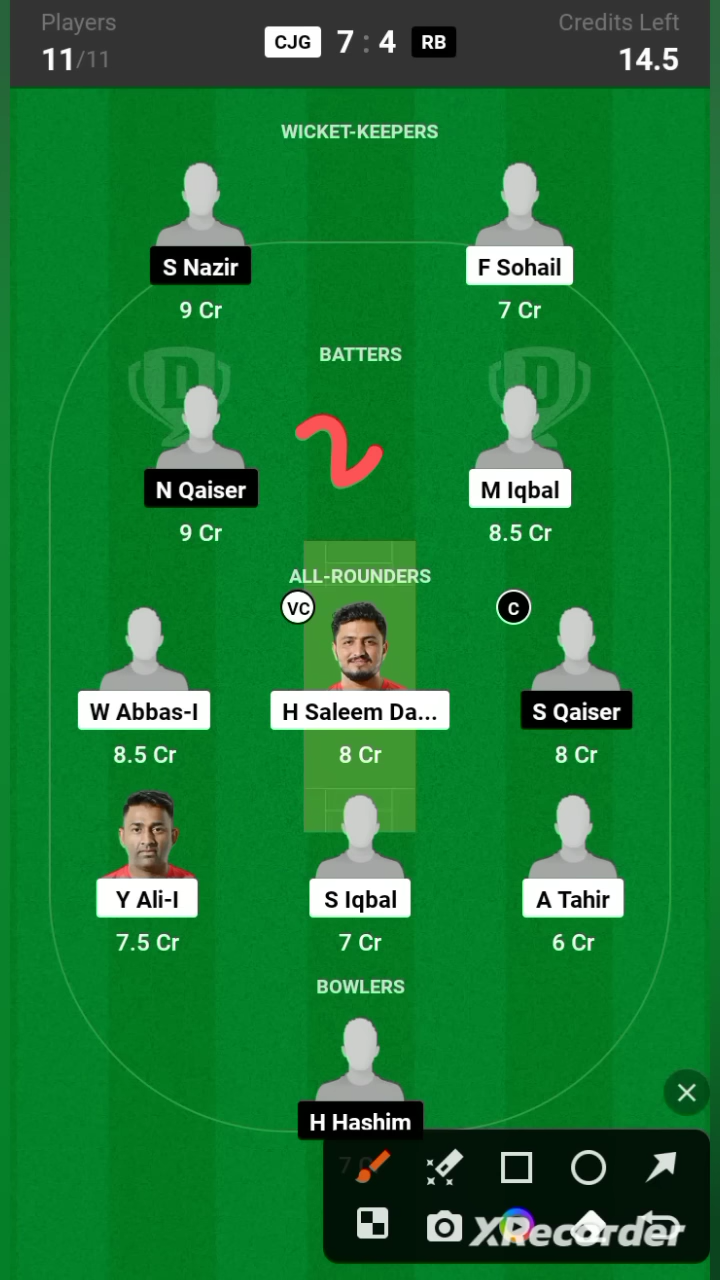 Players
Credits Left
11/11
CJG 7 : 4 RB
14.5
WICKET-KEEPERS
S Nazir
F Sohail
9 Cr
7 Cr
BATTERS
N Qaiser
M Iqbal
9 Cr
8.5 Cr
ALL-ROUNDERS
VC
C
W Abbas-I
H Saleem Da...
S Qaiser
8.5 Cr
8 Cr
8 Cr
Y Ali-I
S Iqbal
A Tahir
7.5 Cr
7 Cr
6 Cr
BOWLERS
H Hashim
XRecorder